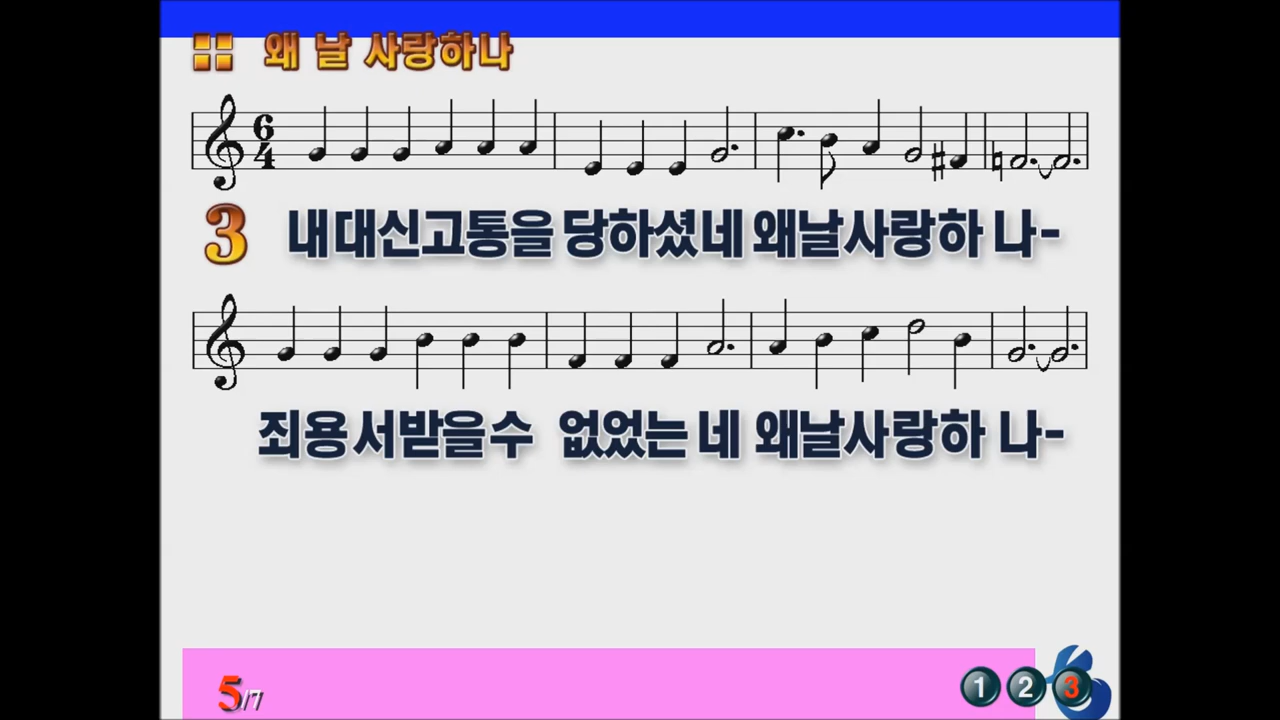 왜 날 사랑하나
6
4
3 내대신고통을 당하셨네 왜날사랑하 나-
죄용서받을수 없었는 네 왜날사랑하 나-
5/7
1 2 3